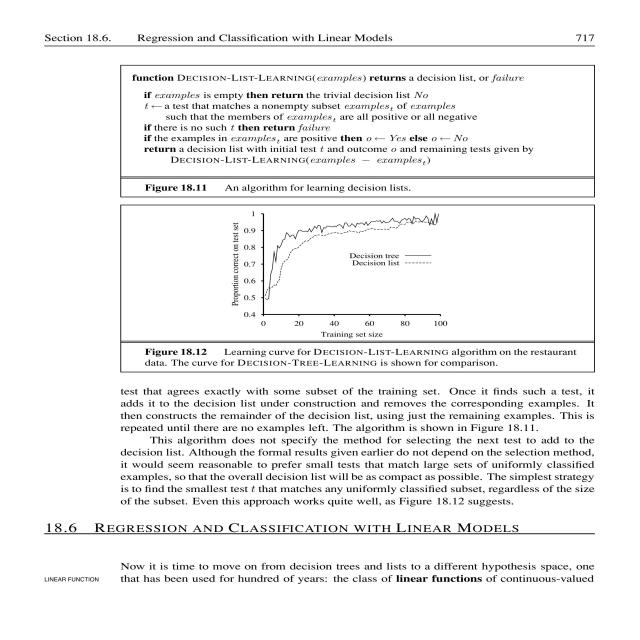 Section 18.6. Regression and Classification with Linear Models 717
function DECISION-LIST-LEARNING(examples) returns a decision list, or failure
if examples is empty then return the trivial decision list No
t ← a test that matches a nonempty subset examplesₜ of examples
such that the members of examplesₜ are all positive or all negative
if there is no such t then return failure
if the examples in examplesₜ are positive then o ← Yes else o ← No
return a decision list with initial test t and outcome o and remaining tests given by
DECISION-LIST-LEARNING(examples − examplesₜ)
Figure 18.11 An algorithm for learning decision lists.
Proportion correct on test set
1
0.9
0.8
0.7
0.6
0.5
0.4
Decision tree
Decision list
0 20 40 60 80 100
Training set size
Figure 18.12 Learning curve for DECISION-LIST-LEARNING algorithm on the restaurant
data. The curve for DECISION-TREE-LEARNING is shown for comparison.
test that agrees exactly with some subset of the training set. Once it finds such a test, it
adds it to the decision list under construction and removes the corresponding examples. It
then constructs the remainder of the decision list, using just the remaining examples. This is
repeated until there are no examples left. The algorithm is shown in Figure 18.11.
This algorithm does not specify the method for selecting the next test to add to the
decision list. Although the formal results given earlier do not depend on the selection method,
it would seem reasonable to prefer small tests that match large sets of uniformly classified
examples, so that the overall decision list will be as compact as possible. The simplest strategy
is to find the smallest test t that matches any uniformly classified subset, regardless of the size
of the subset. Even this approach works quite well, as Figure 18.12 suggests.
18.6 REGRESSION AND CLASSIFICATION WITH LINEAR MODELS
Now it is time to move on from decision trees and lists to a different hypothesis space, one
LINEAR FUNCTION that has been used for hundred of years: the class of linear functions of continuous-valued